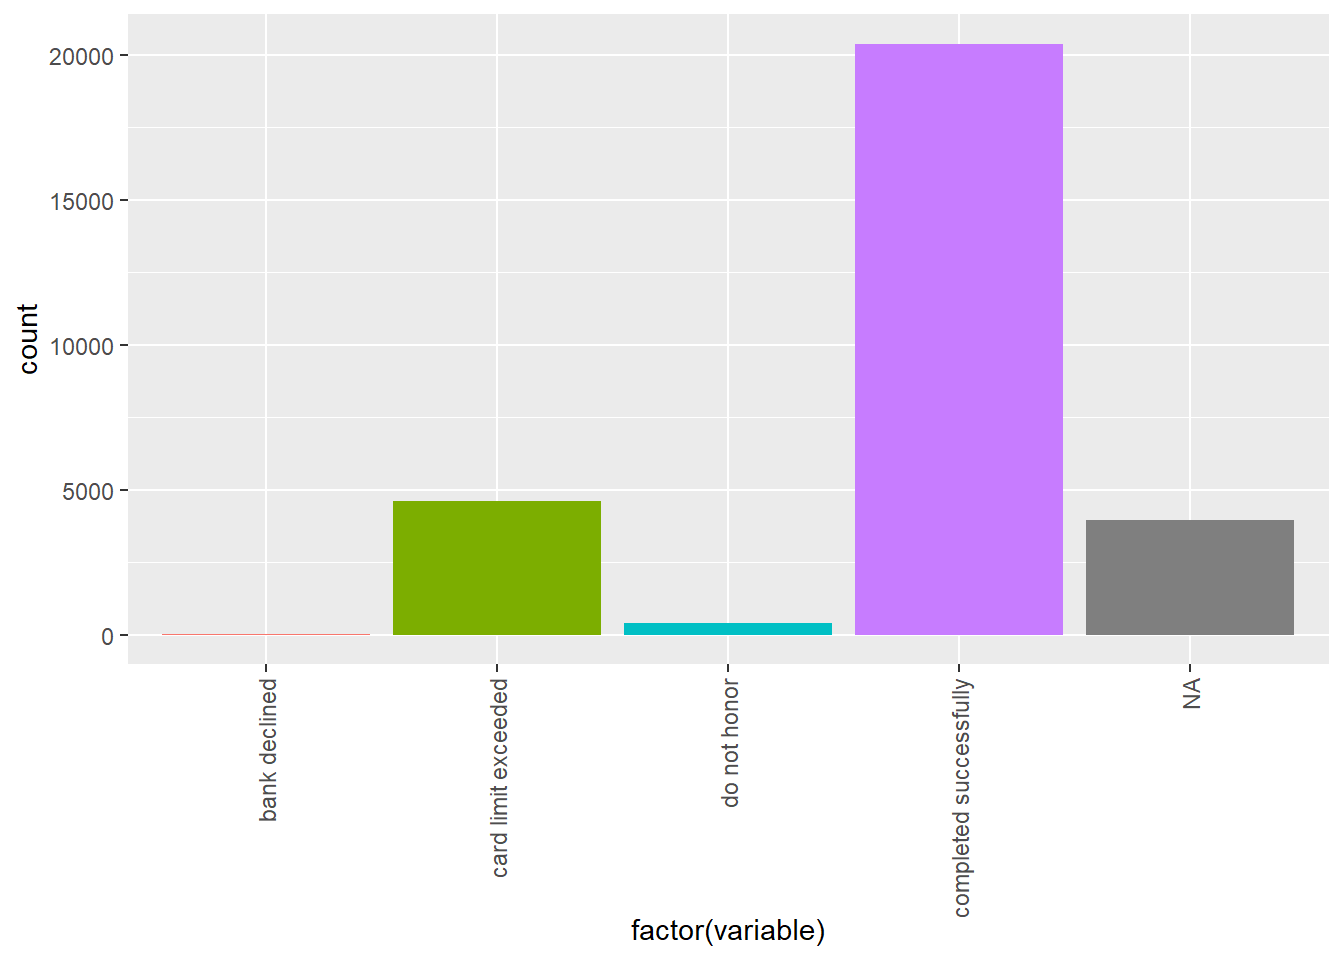 20000
15000
10000
5000
0
count
bank declined
card limit exceeded
do not honor
completed successfully
NA
factor(variable)